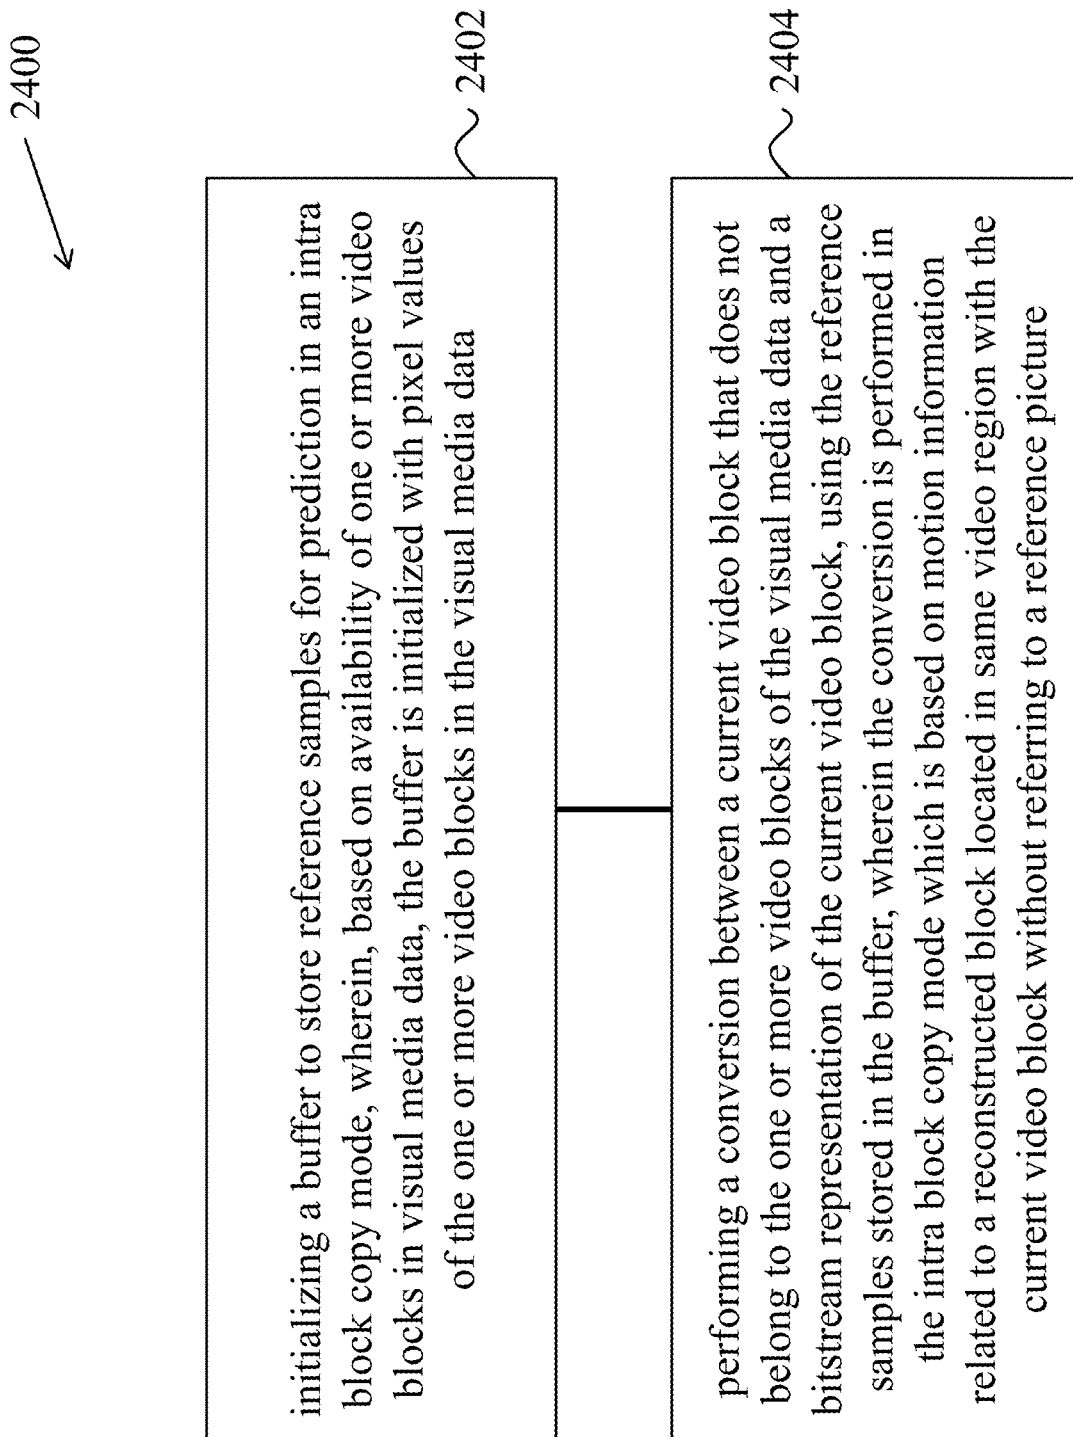 2400
initializing a buffer to store reference samples for prediction in an intra
block copy mode, wherein, based on availability of one or more video
blocks in visual media data, the buffer is initialized with pixel values
of the one or more video blocks in the visual media data
2402
performing a conversion between a current video block that does not
belong to the one or more video blocks of the visual media data and a
bitstream representation of the current video block, using the reference
samples stored in the buffer, wherein the conversion is performed in
the intra block copy mode which is based on motion information
related to a reconstructed block located in same video region with the
current video block without referring to a reference picture
2404